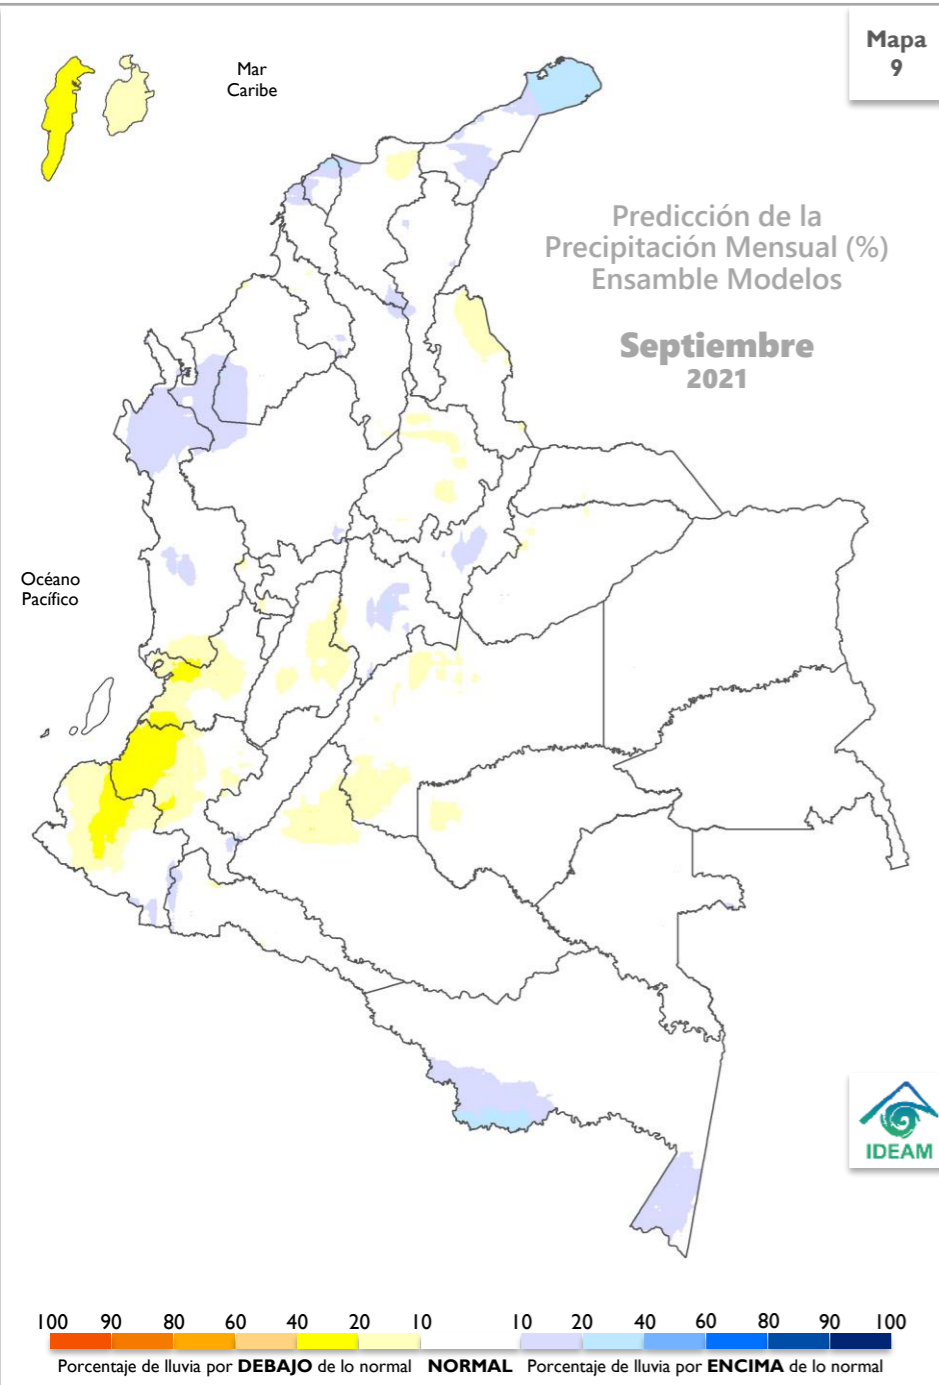 Mapa
9
Mar
Caribe
Predicción de la
Precipitación Mensual (%)
Ensamble Modelos
Septiembre
2021
Océano
Pacífico
IDEAM
100 90 80 60 40 20 10 10 20 40 60 80 90 100
Porcentaje de lluvia por DEBAJO de lo normal NORMAL Porcentaje de lluvia por ENCIMA de lo normal